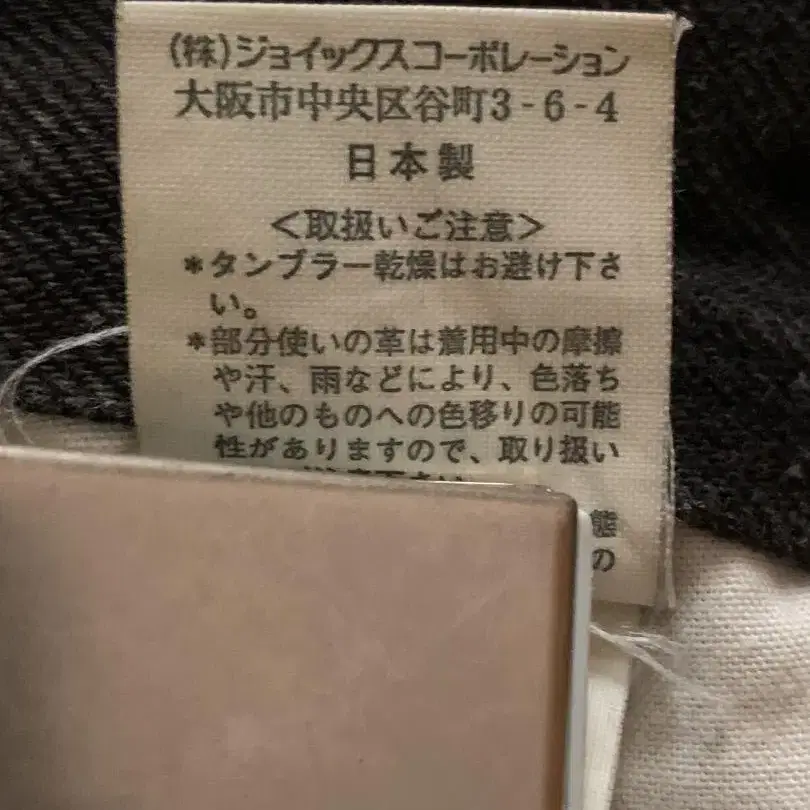 (株)ジョイックスコーポレーション
大阪市中央区谷町3-6-4
日本製
<取扱いご注意>
*タンブラー乾燥はお避け下さ
い。
*部分使いの革は着用中の摩擦
や汗、雨などにより、色落ち
や他のものへの色移りの可能
性がありますので、取り扱い
態
の